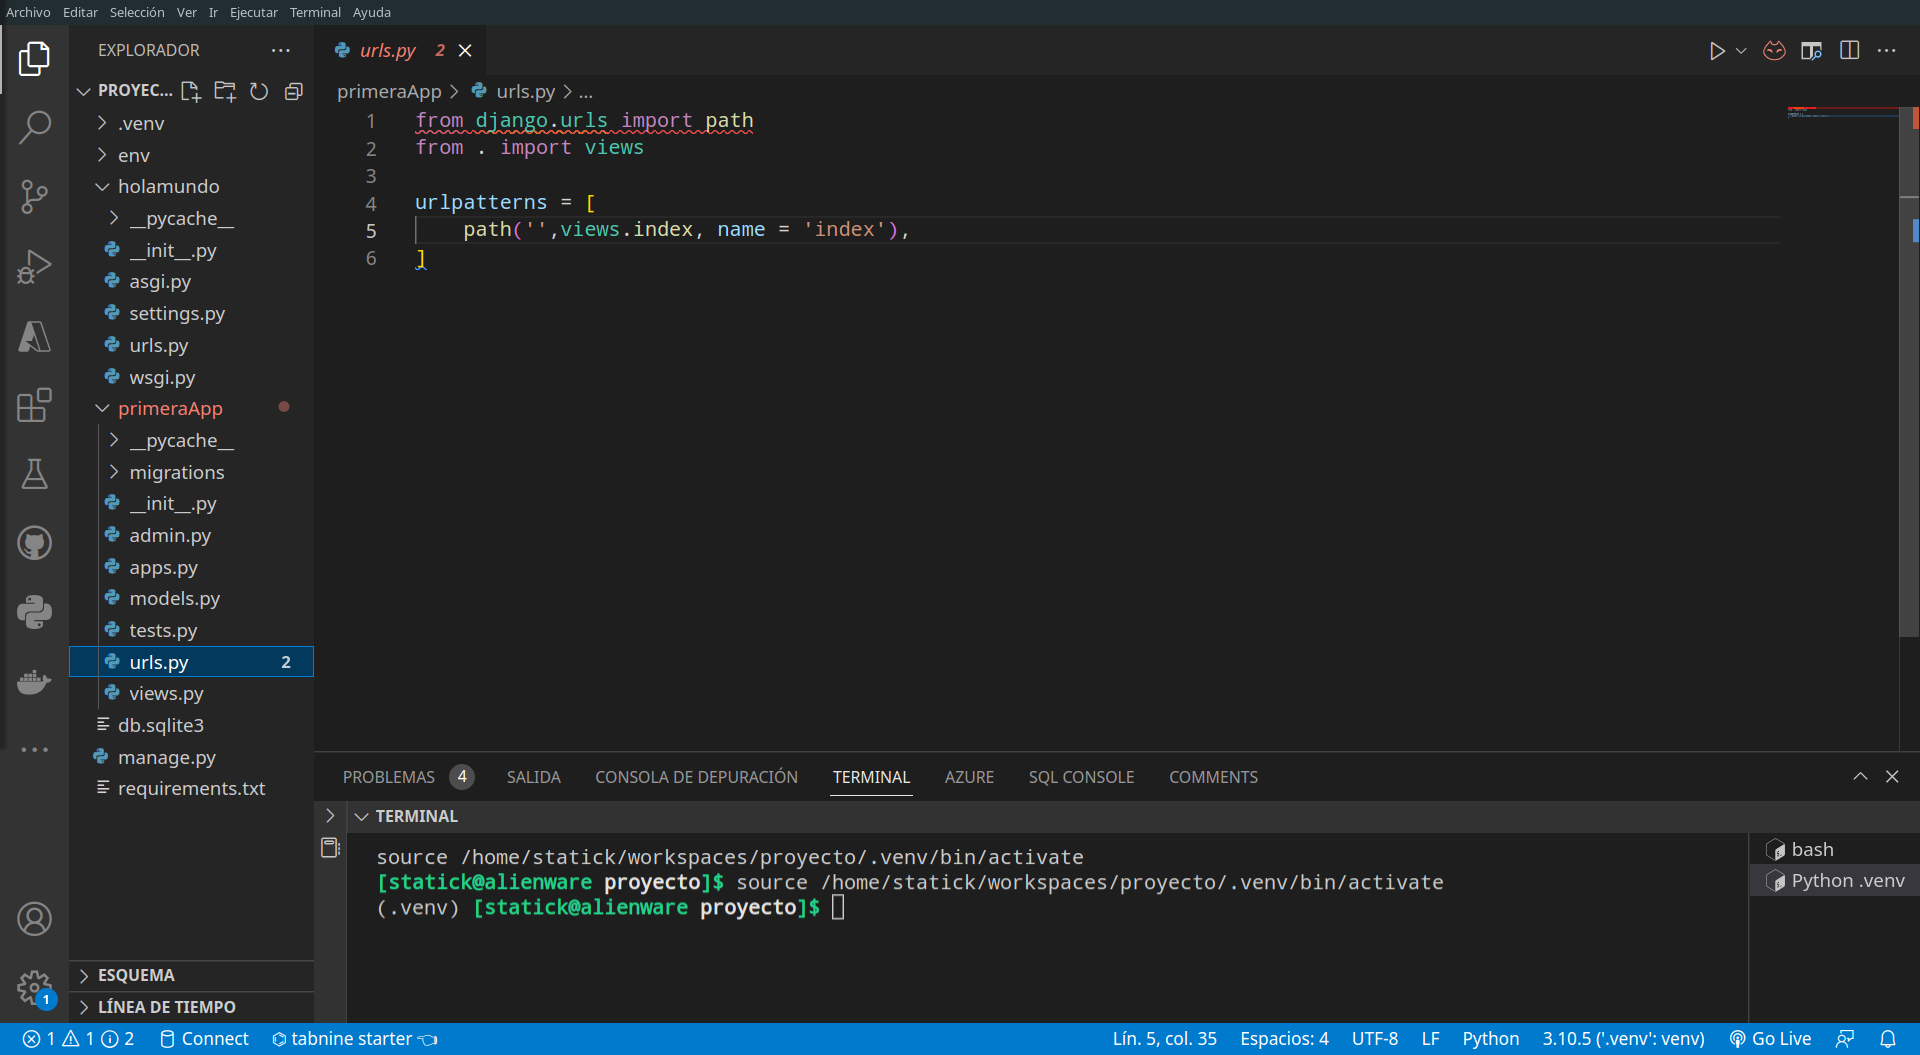 Archivo Editar Selección Ver Ir Ejecutar Terminal Ayuda
EXPLORADOR
PROYEC...
.venv
env
holamundo
__pycache__
__init__.py
asgi.py
settings.py
urls.py
wsgi.py
primeraApp
__pycache__
migrations
__init__.py
admin.py
apps.py
models.py
tests.py
urls.py 2
views.py
db.sqlite3
manage.py
requirements.txt
ESQUEMA
LÍNEA DE TIEMPO
1
urls.py 2
primeraApp > urls.py > ...
1 from django.urls import path
2 from . import views
3
4 urlpatterns = [
5 path('',views.index, name = 'index'),
6 ]
PROBLEMAS 4 SALIDA CONSOLA DE DEPURACIÓN TERMINAL AZURE SQL CONSOLE COMMENTS
TERMINAL
source /home/statick/workspaces/proyecto/.venv/bin/activate
[statick@alienware proyecto]$ source /home/statick/workspaces/proyecto/.venv/bin/activate
(.venv) [statick@alienware proyecto]$
bash
Python .venv
1 1 2 Connect tabnine starter Lín. 5, col. 35 Espacios: 4 UTF-8 LF Python 3.10.5 ('.venv': venv) Go Live